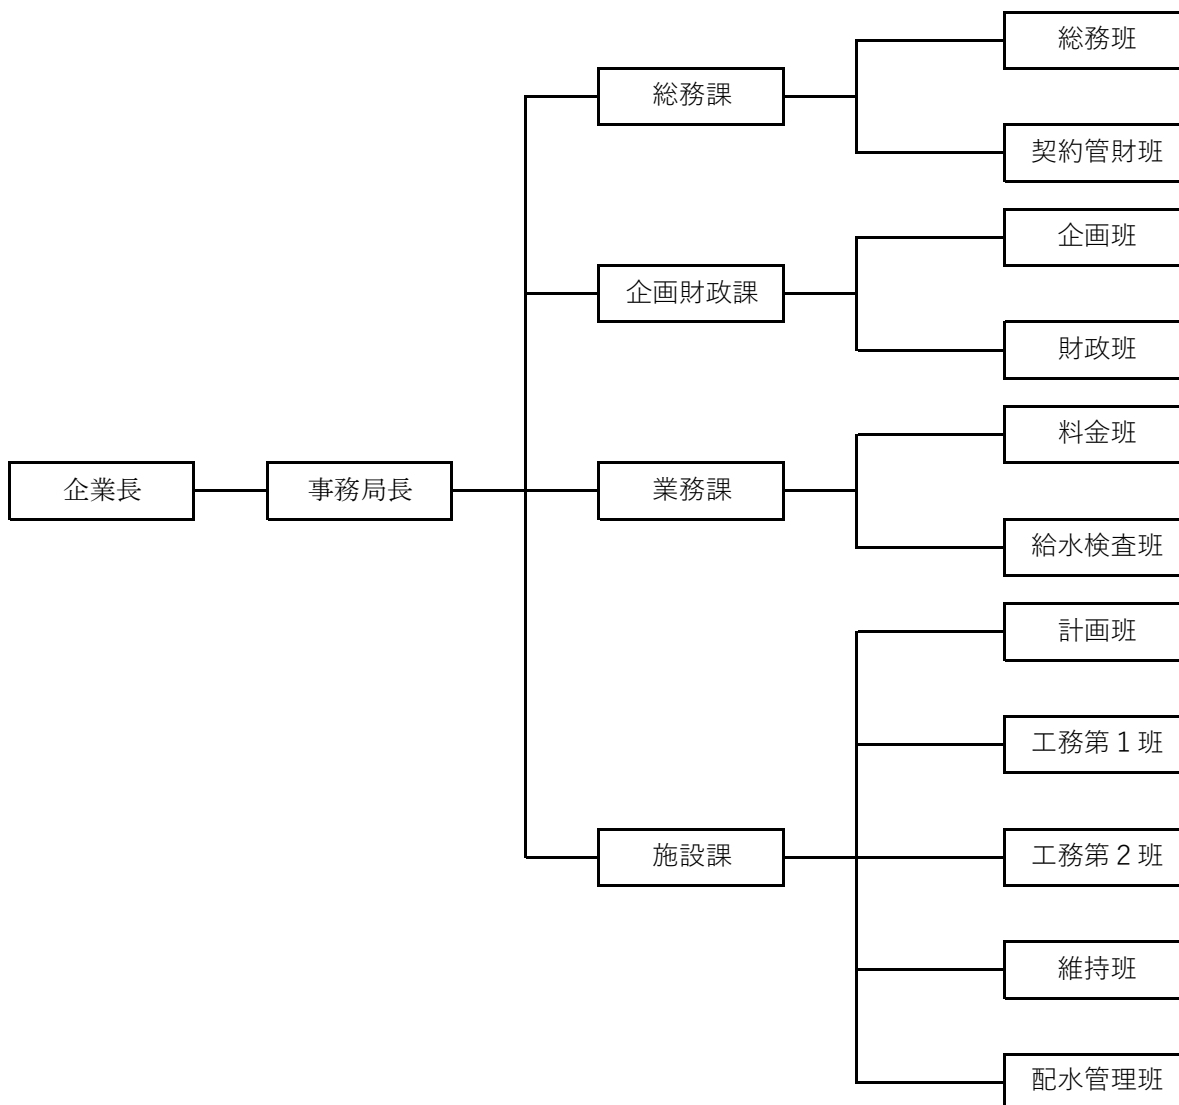 企業長
事務局長
総務課
総務班
契約管財班
企画財政課
企画班
財政班
業務課
料金班
給水検査班
施設課
計画班
工務第１班
工務第２班
維持班
配水管理班